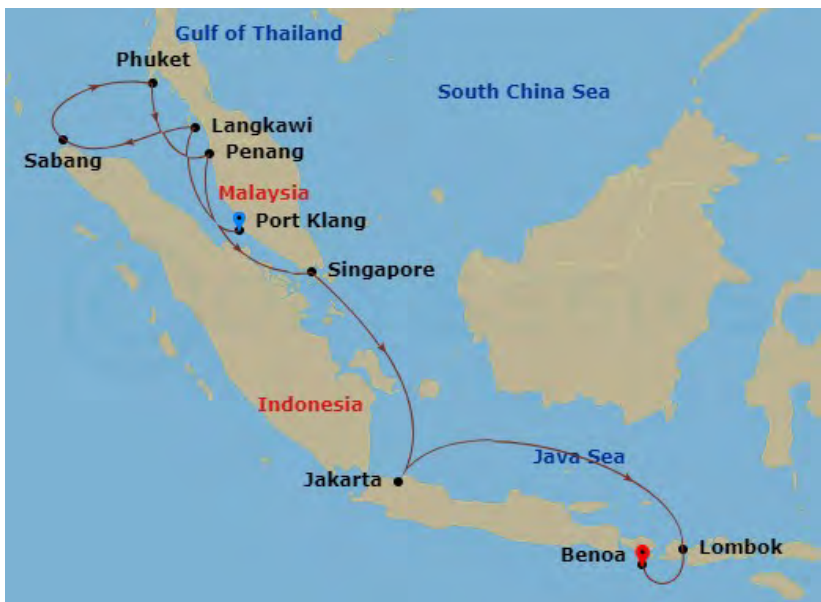 Gulf of Thailand
Phuket
South China Sea
Langkawi
Penang
Sabang
Malaysia
Port Klang
Singapore
Indonesia
Java Sea
Jakarta
Benoa
Lombok